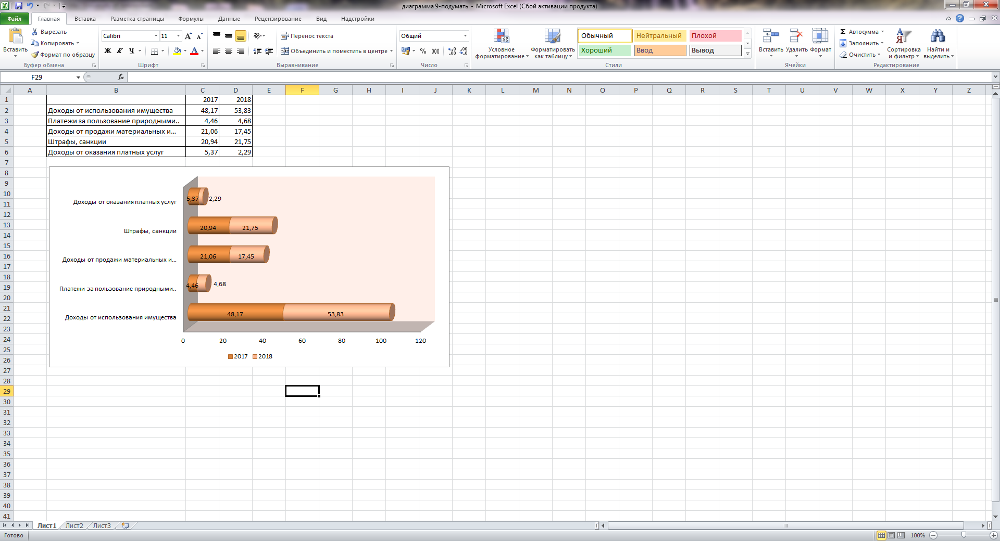 диаграмма 9-подумать - Microsoft Excel (Сбой активации продукта)
Файл Главная Вставка Разметка страницы Формулы Данные Рецензирование Вид Надстройки
Вставить
Вырезать
Копировать
Формат по образцу
Буфер обмена
Calibri 11
Ж К Ч
Шрифт
Перенос текста
Объединить и поместить в центре
Выравнивание
Общий
% 000
Число
Условное форматирование
Форматировать как таблицу
Обычный Нейтральный Плохой
Хороший Ввод Вывод
Стили
Вставить Удалить Формат
Ячейки
Σ Автосумма
Заполнить
Очистить
Сортировка и фильтр
Найти и выделить
Редактирование
F29 fx
A B C D E F G H I J K L M N O P Q R S T U V W X Y Z
1 2017 2018
2 Доходы от использования имущества 48,17 53,83
3 Платежи за пользование природными.. 4,46 4,68
4 Доходы от продажи материальных и... 21,06 17,45
5 Штрафы, санкции 20,94 21,75
6 Доходы от оказания платных услуг 5,37 2,29
7
8
9
10
11
12
13
14
15
16
17
18
19
20
21
22
23
24
25
26
27
28
29
30
31
32
33
34
35
36
37
38
39
40
41
Доходы от оказания платных услуг 5,37 2,29
Штрафы, санкции 20,94 21,75
Доходы от продажи материальных и... 21,06 17,45
Платежи за пользование природными.. 4,46 4,68
Доходы от использования имущества 48,17 53,83
0 20 40 60 80 100 120
2017 2018
Лист1 Лист2 Лист3
Готово 100%